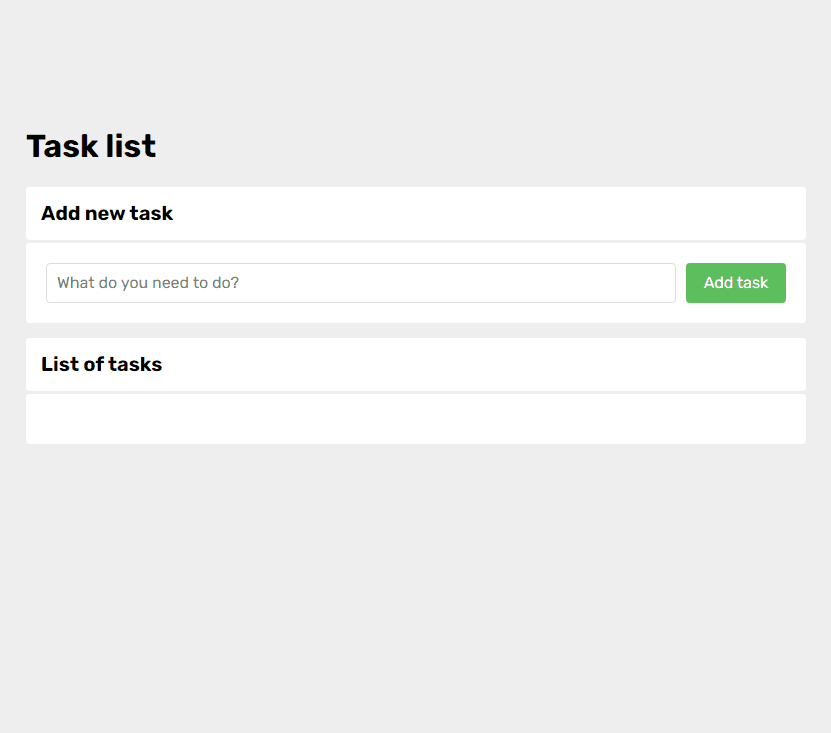 Task list
Add new task
What do you need to do?
Add task
List of tasks